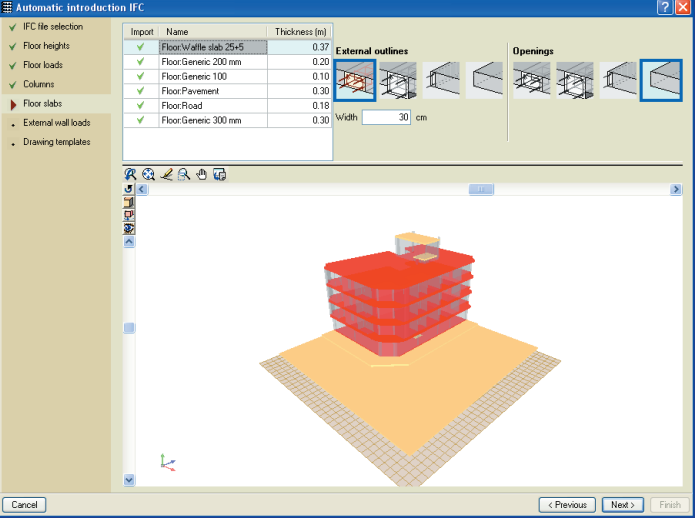 Automatic introduction IFC
IFC file selection
Floor heights
Floor loads
Columns
Floor slabs
External wall loads
Drawing templates
Import Name Thickness (m)
Floor:Waffle slab 25+5 0.37
Floor:Generic 200 mm 0.20
Floor:Generic 100 0.10
Floor:Pavement 0.30
Floor:Road 0.18
Floor:Generic 300 mm 0.30
External outlines
Width 30 cm
Openings
Cancel
< Previous
Next >
Finish